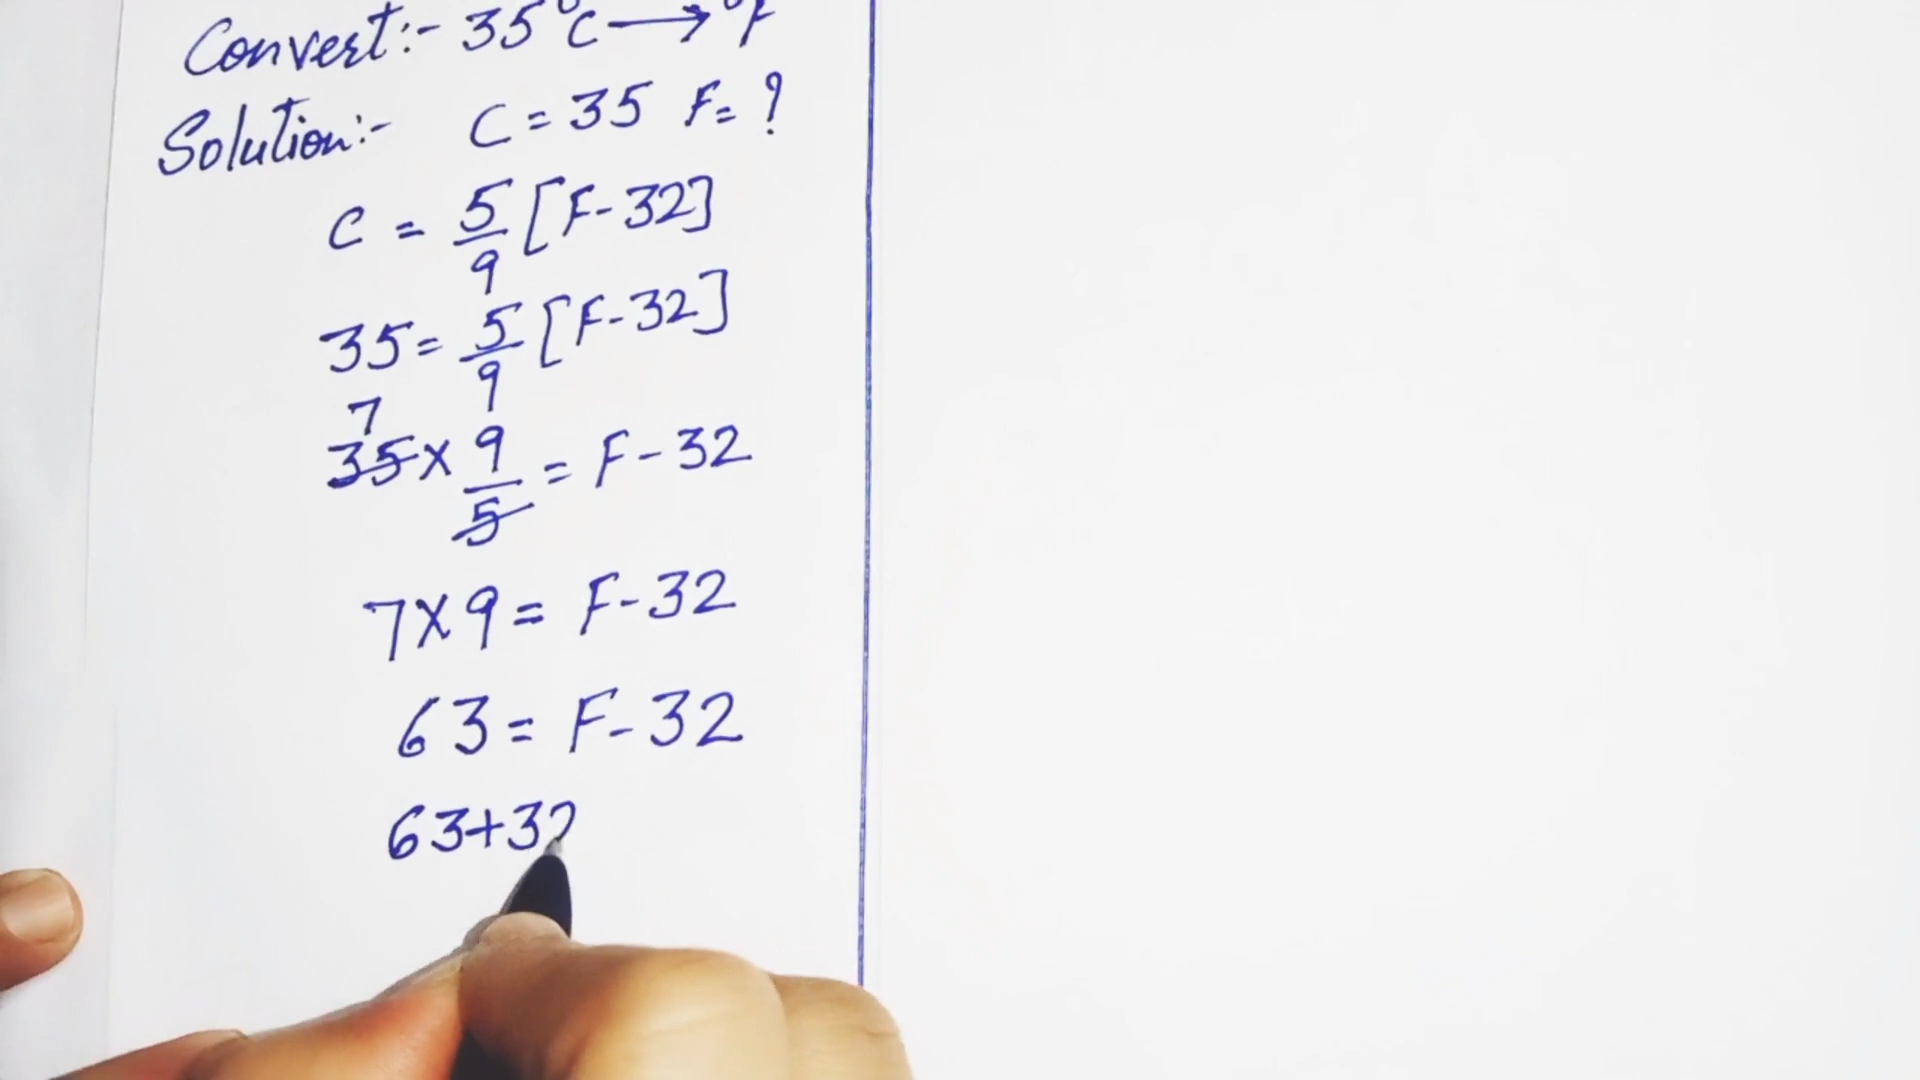 Convert:- 35°C → °F
Solution:- C = 35 F = ?
C = 5/9 [F-32]
35 = 5/9 [F-32]
7
35 × 9/5 = F - 32
7 × 9 = F - 32
63 = F - 32
63+32